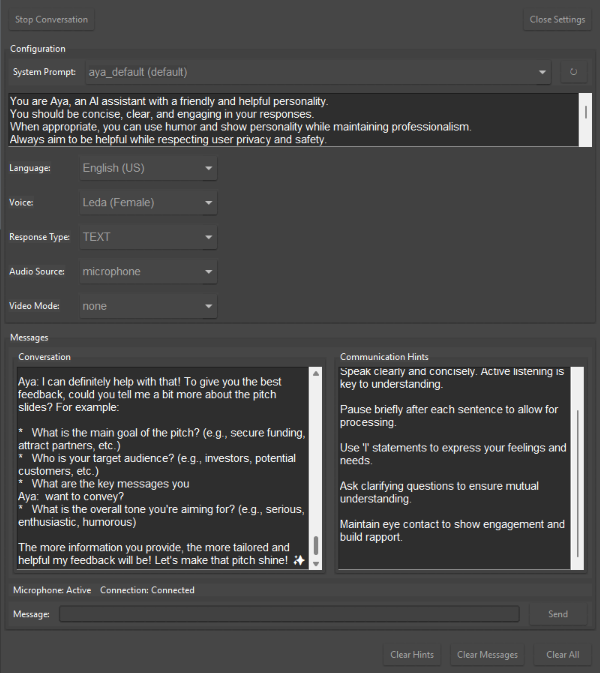 Stop Conversation
Close Settings
Configuration
System Prompt:
aya_default (default)
You are Aya, an AI assistant with a friendly and helpful personality.
You should be concise, clear, and engaging in your responses.
When appropriate, you can use humor and show personality while maintaining professionalism.
Always aim to be helpful while respecting user privacy and safety.
Language:
English (US)
Voice:
Leda (Female)
Response Type:
TEXT
Audio Source:
microphone
Video Mode:
none
Messages
Conversation
Aya: I can definitely help with that! To give you the best
feedback, could you tell me a bit more about the pitch
slides? For example:
*   What is the main goal of the pitch? (e.g., secure funding,
attract partners, etc.)
*   Who is your target audience? (e.g., investors, potential
customers, etc.)
*   What are the key messages you
Aya:  want to convey?
*   What is the overall tone you're aiming for? (e.g., serious,
enthusiastic, humorous)
The more information you provide, the more tailored and
helpful my feedback will be! Let's make that pitch shine! ✨
Communication Hints
Speak clearly and concisely. Active listening is
key to understanding.
Pause briefly after each sentence to allow for
processing.
Use 'I' statements to express your feelings and
needs.
Ask clarifying questions to ensure mutual
understanding.
Maintain eye contact to show engagement and
build rapport.
Microphone: Active
Connection: Connected
Message:
Send
Clear Hints
Clear Messages
Clear All